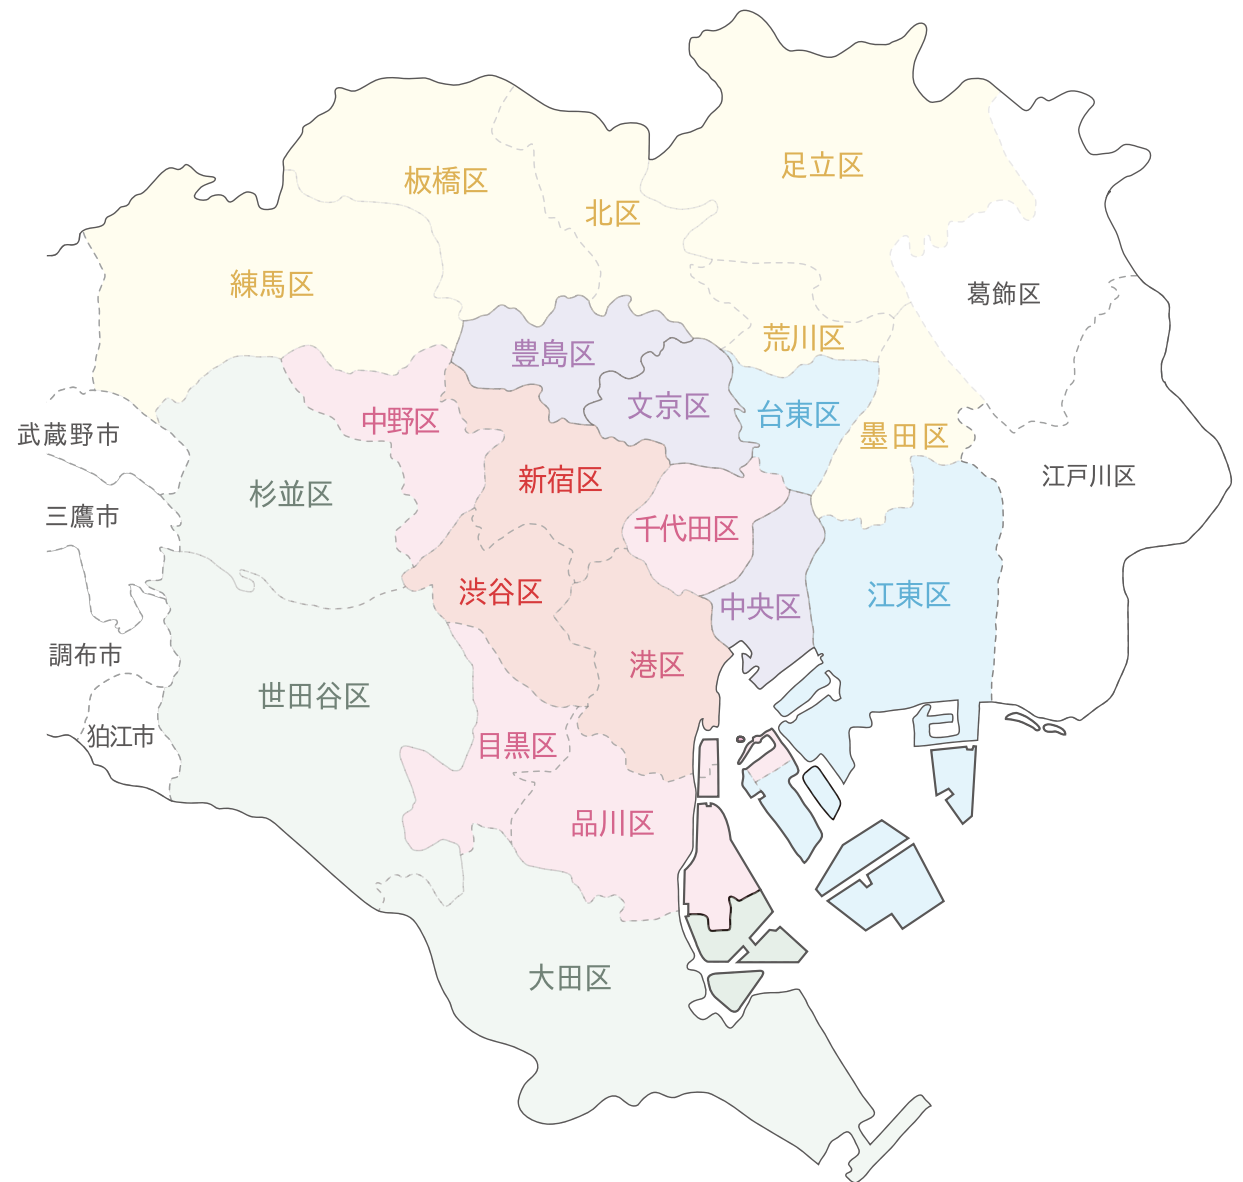 足立区
板橋区
北区
練馬区
葛飾区
荒川区
豊島区
文京区
台東区
中野区
墨田区
武蔵野市
江戸川区
新宿区
杉並区
三鷹市
千代田区
渋谷区
江東区
中央区
調布市
港区
世田谷区
狛江市
目黒区
品川区
大田区